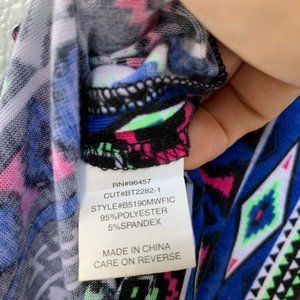 RN#96457
CUT#BT2282-1
STYLE#B5190MWFIC
95%POLYESTER
5%SPANDEX
MADE IN CHINA
CARE ON REVERSE